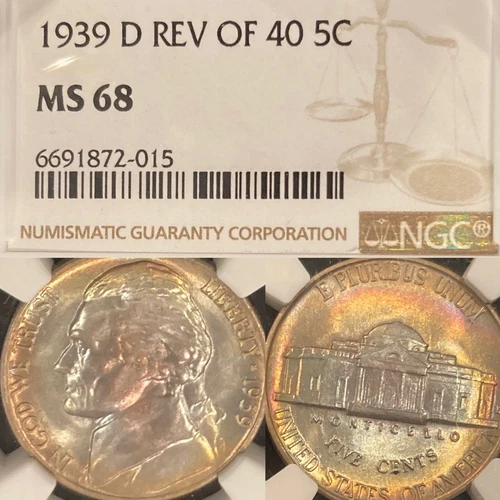 1939 D REV OF 40 5C
MS 68
6691872-015
NUMISMATIC GUARANTY CORPORATION
NGC®
IN GOD WE TRUST
LIBERTY 1939
E PLURIBUS UNUM
MONTICELLO
FIVE CENTS
UNITED STATES OF AMERICA